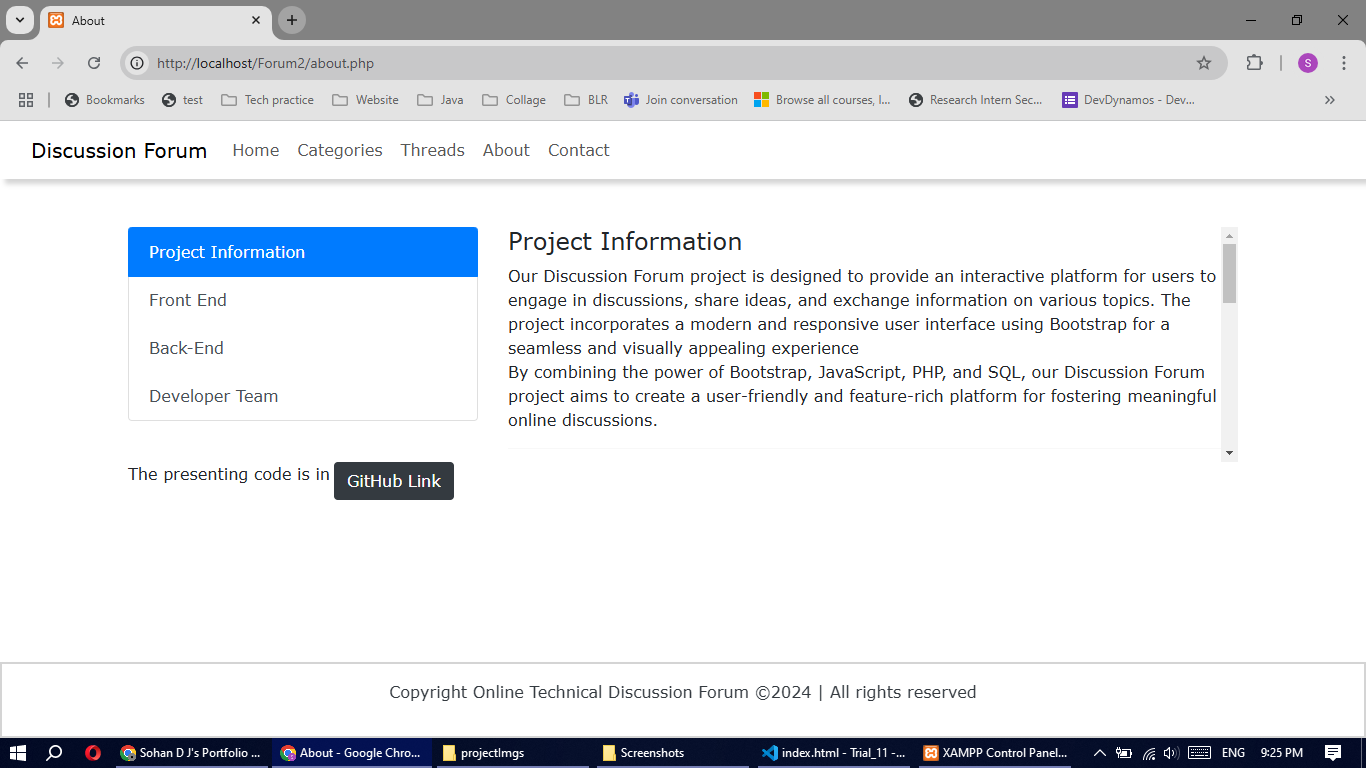 About
http://localhost/Forum2/about.php
S
Bookmarks test Tech practice Website Java Collage BLR Join conversation Browse all courses, I... Research Intern Sec... DevDynamos - Dev...
Discussion Forum Home Categories Threads About Contact
Project Information
Front End
Back-End
Developer Team
The presenting code is in GitHub Link
Project Information
Our Discussion Forum project is designed to provide an interactive platform for users to
engage in discussions, share ideas, and exchange information on various topics. The
project incorporates a modern and responsive user interface using Bootstrap for a
seamless and visually appealing experience
By combining the power of Bootstrap, JavaScript, PHP, and SQL, our Discussion Forum
project aims to create a user-friendly and feature-rich platform for fostering meaningful
online discussions.
Copyright Online Technical Discussion Forum ©2024 | All rights reserved
Sohan D J's Portfolio ... About - Google Chro... projectImgs Screenshots index.html - Trial_11 -... XAMPP Control Panel... ENG 9:25 PM